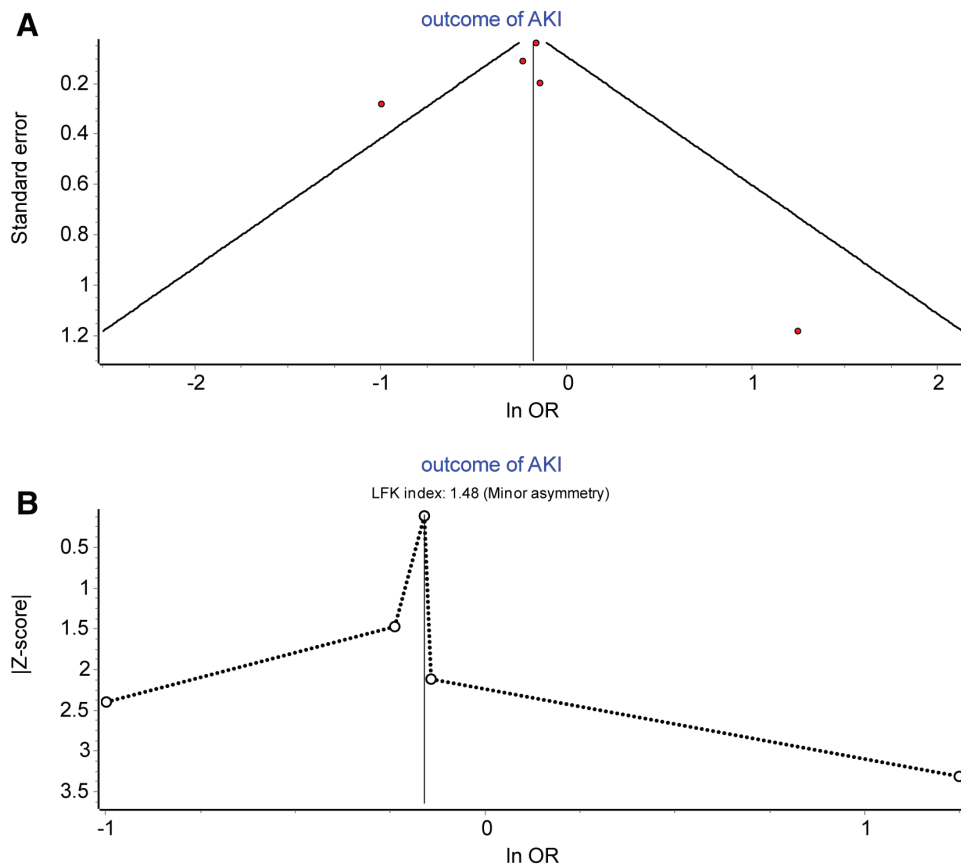 A
outcome of AKI
0.2
0.4
0.6
0.8
1
1.2
Standard error
-2
-1
0
1
2
ln OR
B
outcome of AKI
LFK index: 1.48 (Minor asymmetry)
0.5
1
1.5
2
2.5
3
3.5
|Z-score|
-1
0
1
ln OR